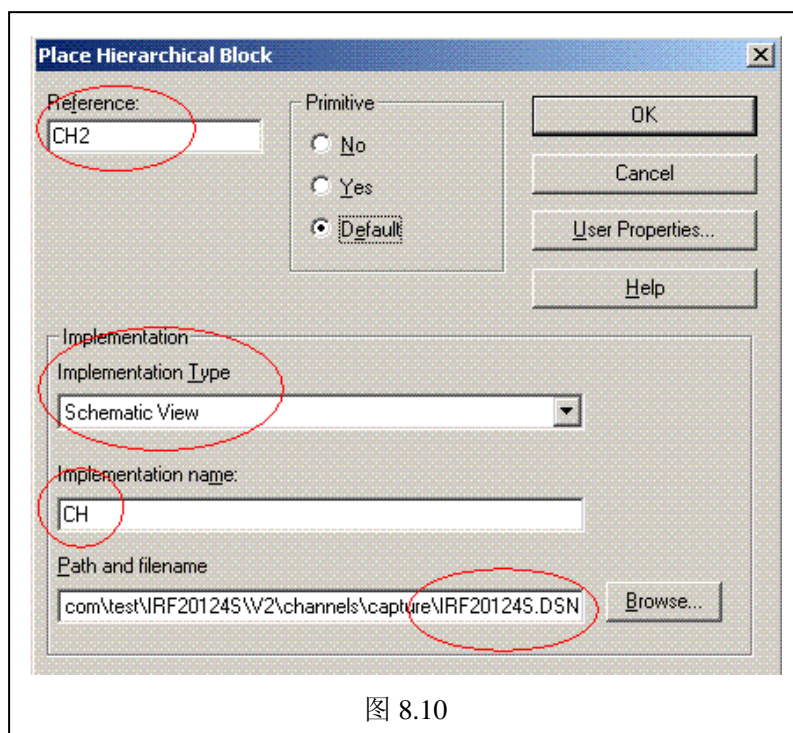 Place Hierarchical Block
Reference:
CH2
Primitive
No
Yes
Default
OK
Cancel
User Properties...
Help
Implementation
Implementation Type
Schematic View
Implementation name:
CH
Path and filename
com\test\IRF20124S\V2\channels\capture\IRF20124S.DSN
Browse...
图 8.10